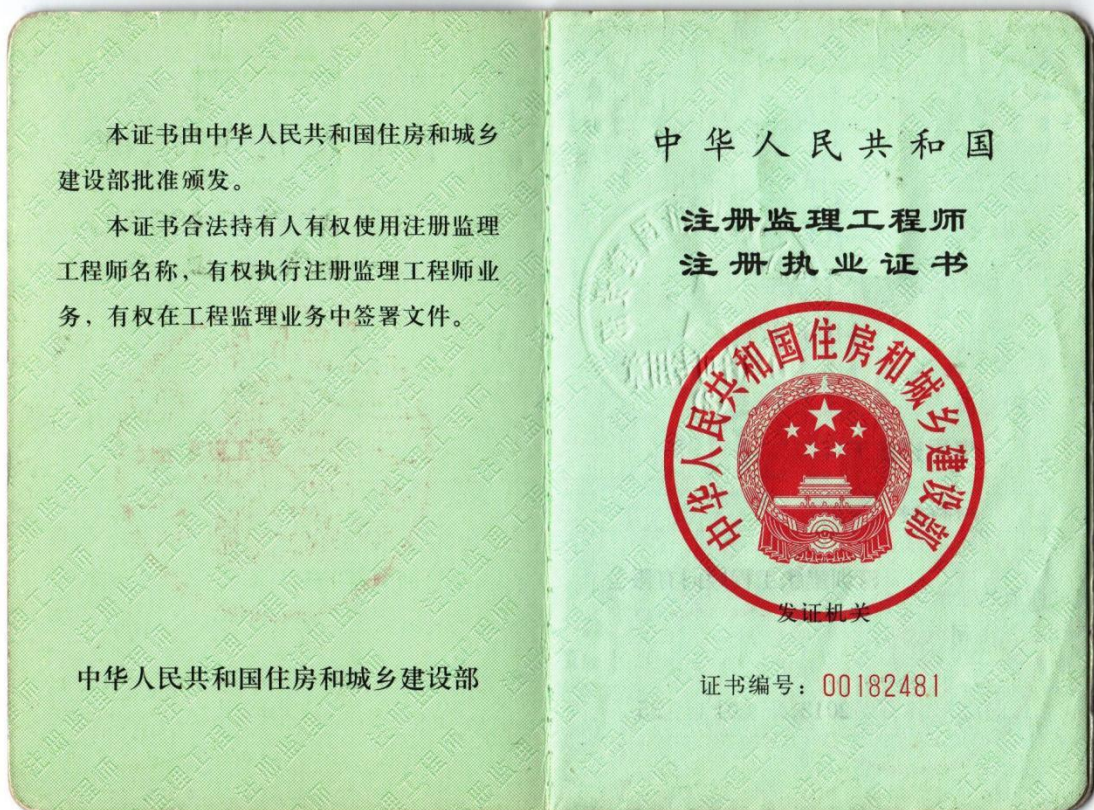 本证书由中华人民共和国住房和城乡
建设部批准颁发。
本证书合法持有人有权使用注册监理
工程师名称，有权执行注册监理工程师业
务，有权在工程监理业务中签署文件。
中华人民共和国住房和城乡建设部
中华人民共和国
注册监理工程师
注册执业证书
中华人民共和国住房和城乡建设部
发证机关
证书编号：00182481